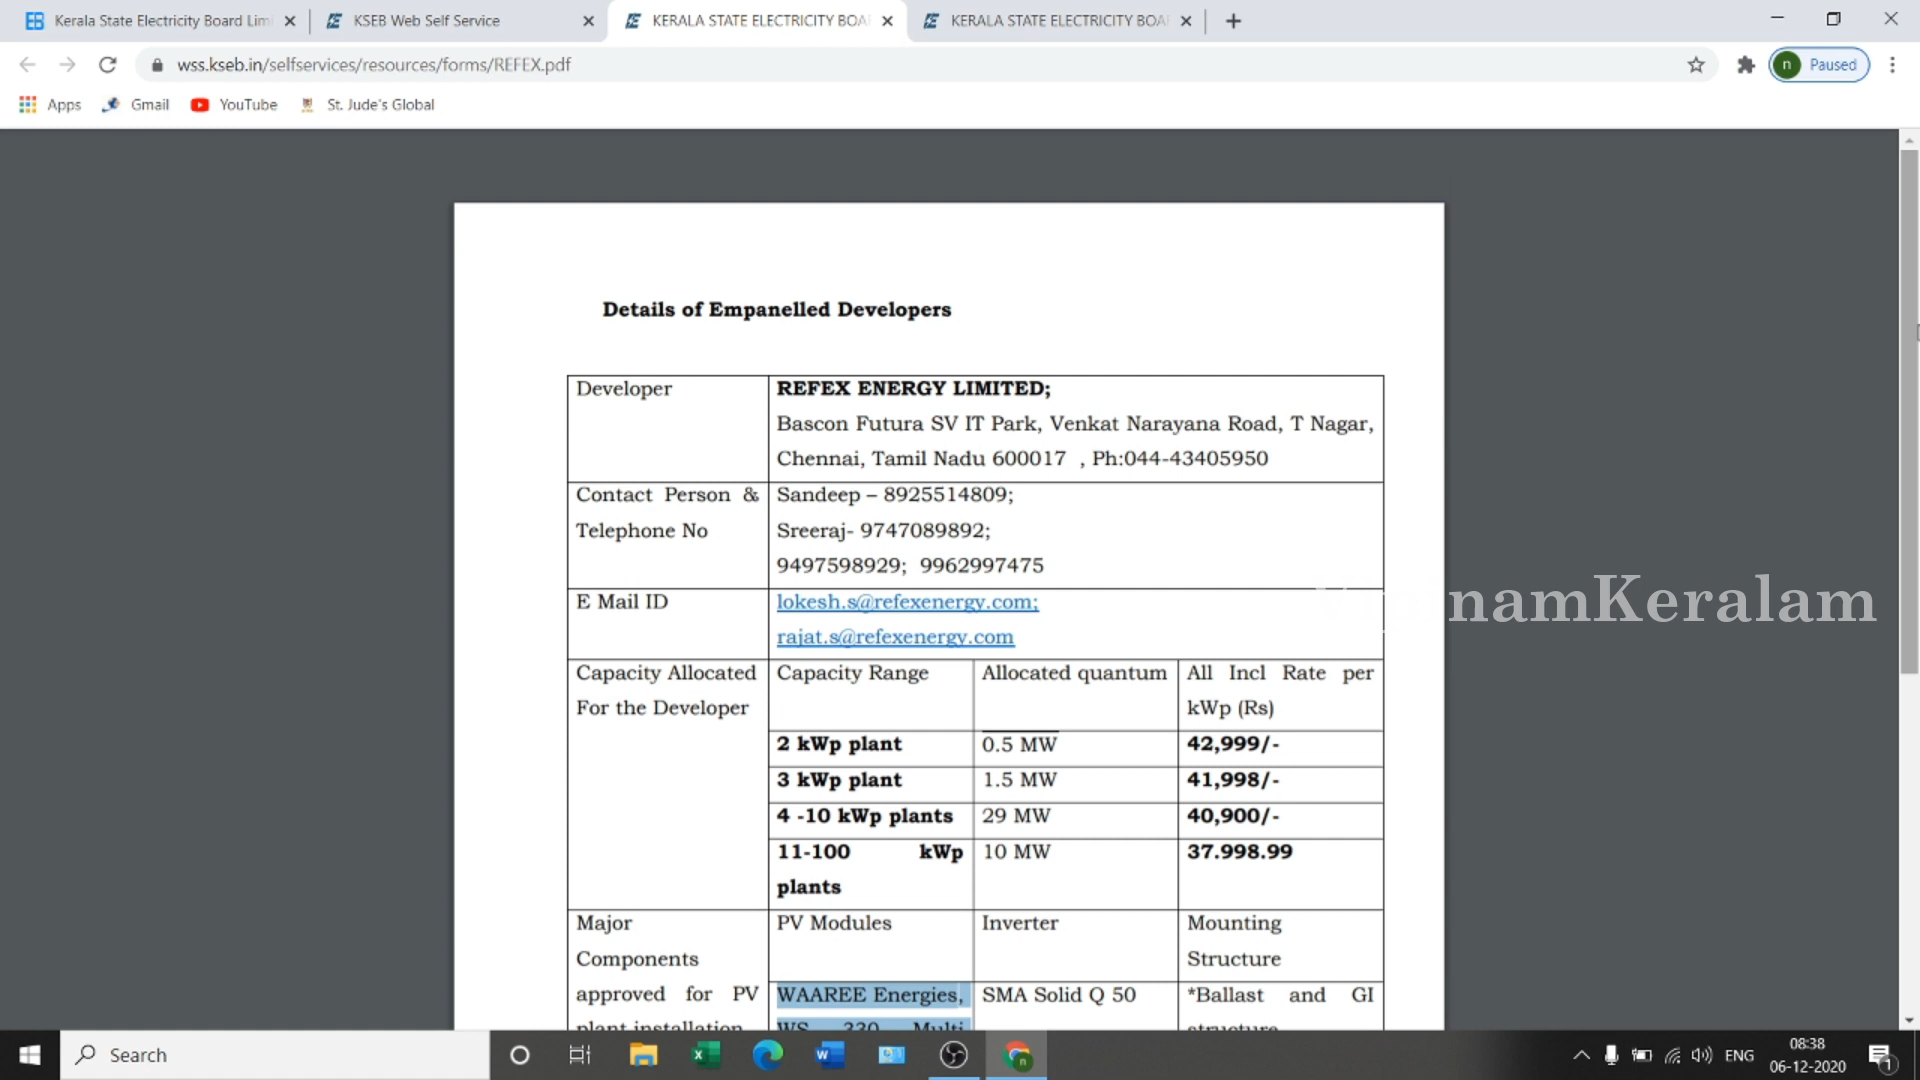 Kerala State Electricity Board Lim
KSEB Web Self Service
KERALA STATE ELECTRICITY BOA
KERALA STATE ELECTRICITY BOA
wss.kseb.in/selfservices/resources/forms/REFEX.pdf
n Paused
Apps Gmail YouTube St. Jude's Global
Details of Empanelled Developers
Developer
REFEX ENERGY LIMITED;
Bascon Futura SV IT Park, Venkat Narayana Road, T Nagar,
Chennai, Tamil Nadu 600017 , Ph:044-43405950
Contact Person &
Telephone No
Sandeep – 8925514809;
Sreeraj- 9747089892;
9497598929; 9962997475
E Mail ID
lokesh.s@refexenergy.com;
rajat.s@refexenergy.com
namKeralam
Capacity Allocated
For the Developer
Capacity Range
Allocated quantum
All Incl Rate per
kWp (Rs)
2 kWp plant
0.5 MW
42,999/-
3 kWp plant
1.5 MW
41,998/-
4 -10 kWp plants
29 MW
40,900/-
11-100 kWp
plants
10 MW
37.998.99
Major
Components
approved for PV
plant installation
PV Modules
Inverter
Mounting
Structure
WAAREE Energies,
WS 330 Multi
SMA Solid Q 50
*Ballast and GI
structure
Search
ENG
08:38
06-12-2020
1